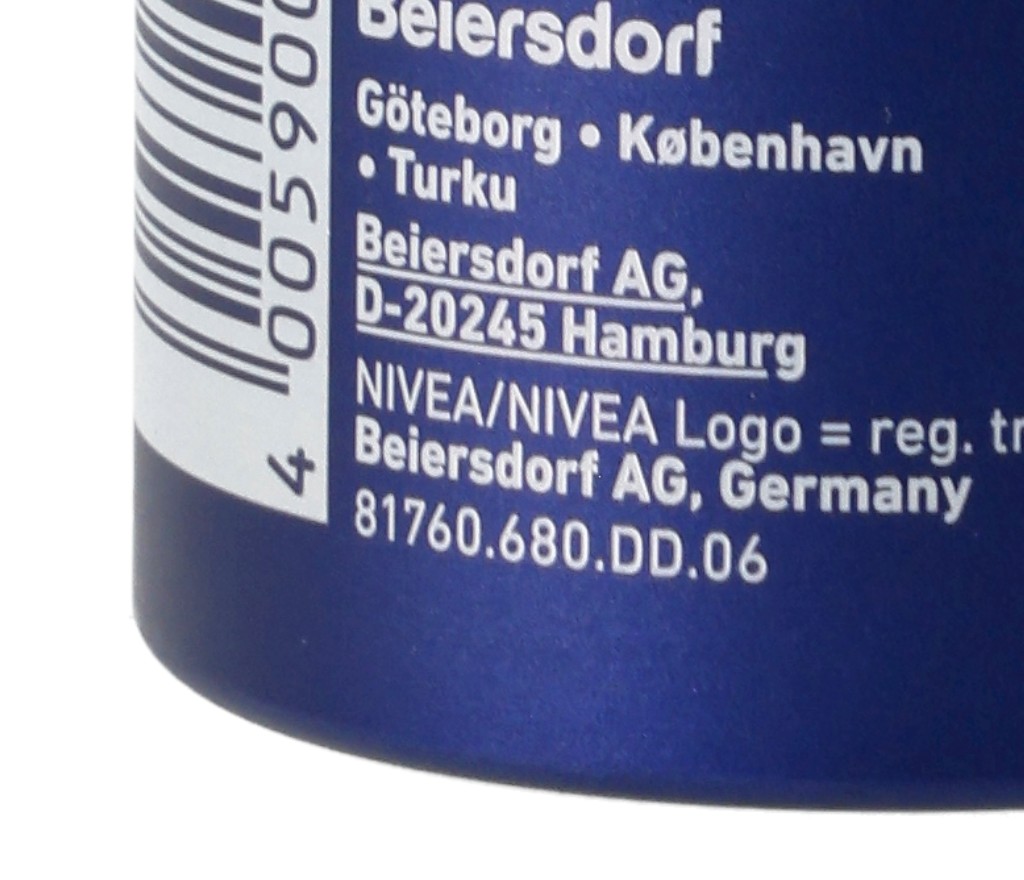 Beiersdorf
Göteborg • København
• Turku
Beiersdorf AG,
D-20245 Hamburg
NIVEA/NIVEA Logo = reg.
Beiersdorf AG, Germany
81760.680.DD.06
4 005900